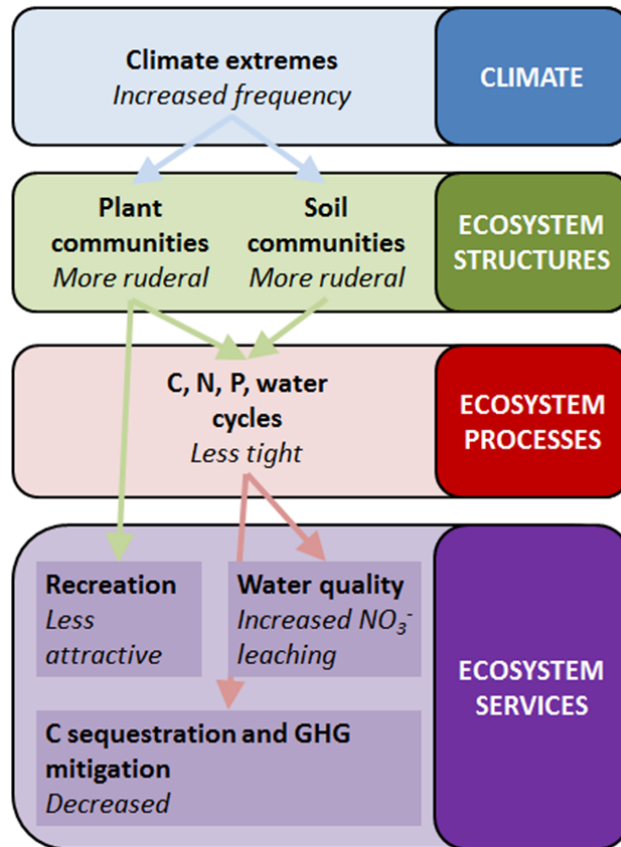 Climate extremes
Increased frequency
CLIMATE
Plant
communities
More ruderal
Soil
communities
More ruderal
ECOSYSTEM
STRUCTURES
C, N, P, water
cycles
Less tight
ECOSYSTEM
PROCESSES
Recreation
Less
attractive
Water quality
Increased NO₃⁻
leaching
C sequestration and GHG
mitigation
Decreased
ECOSYSTEM
SERVICES